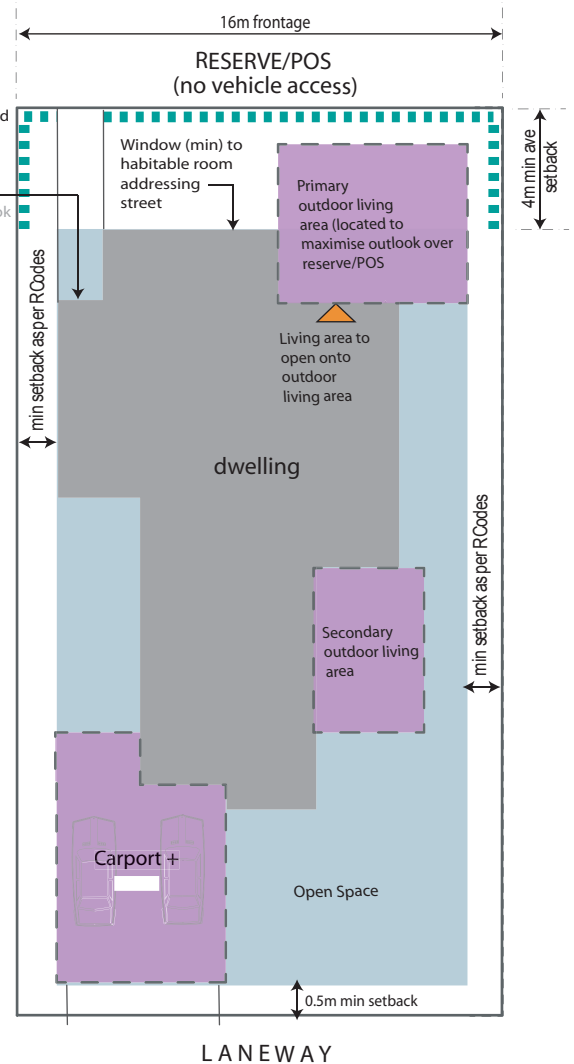 16m frontage
RESERVE/POS
(no vehicle access)
Window (min) to
habitable room
addressing
street
4m min ave
setback
Primary
outdoor living
area (located to
maximise outlook over
reserve/POS
Living area to
open onto
outdoor
living area
min setback as per RCodes
dwelling
min setback as per RCodes
Secondary
outdoor living
area
Carport +
Open Space
0.5m min setback
LANEWAY